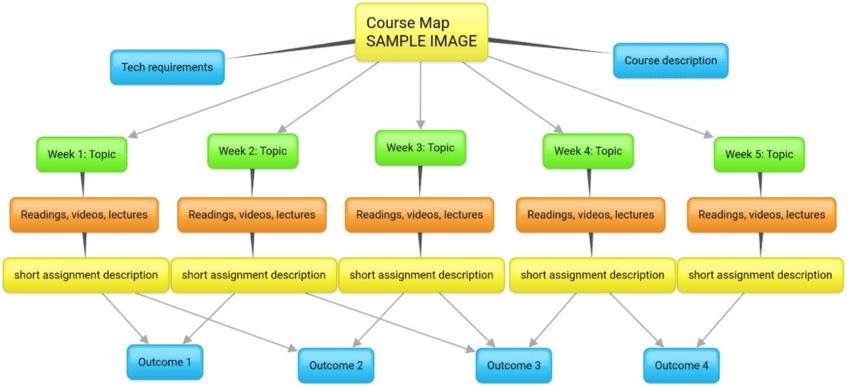 Course Map
SAMPLE IMAGE
Tech requirements
Course description
Week 1: Topic
Week 2: Topic
Week 3: Topic
Week 4: Topic
Week 5: Topic
Readings, videos, lectures
Readings, videos, lectures
Readings, videos, lectures
Readings, videos, lectures
Readings, videos, lectures
short assignment description
short assignment description
short assignment description
short assignment description
short assignment description
Outcome 1
Outcome 2
Outcome 3
Outcome 4